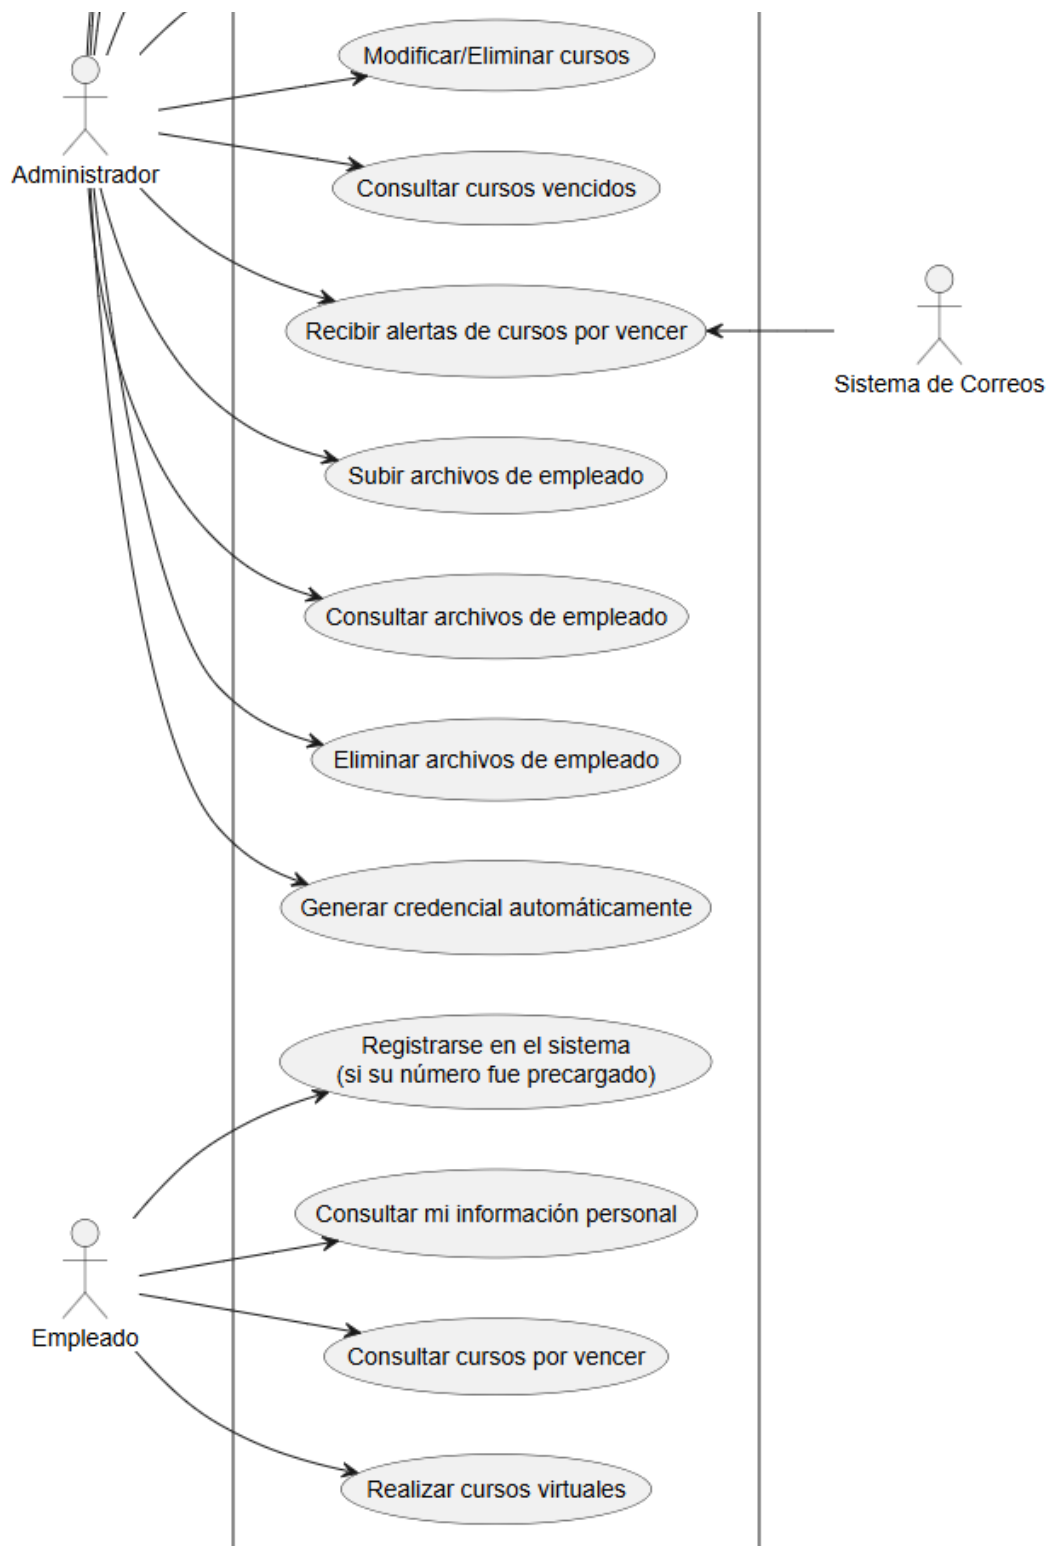 Modificar/Eliminar cursos
Administrador
Consultar cursos vencidos
Recibir alertas de cursos por vencer
Sistema de Correos
Subir archivos de empleado
Consultar archivos de empleado
Eliminar archivos de empleado
Generar credencial automáticamente
Registrarse en el sistema
(si su número fue precargado)
Consultar mi información personal
Empleado
Consultar cursos por vencer
Realizar cursos virtuales